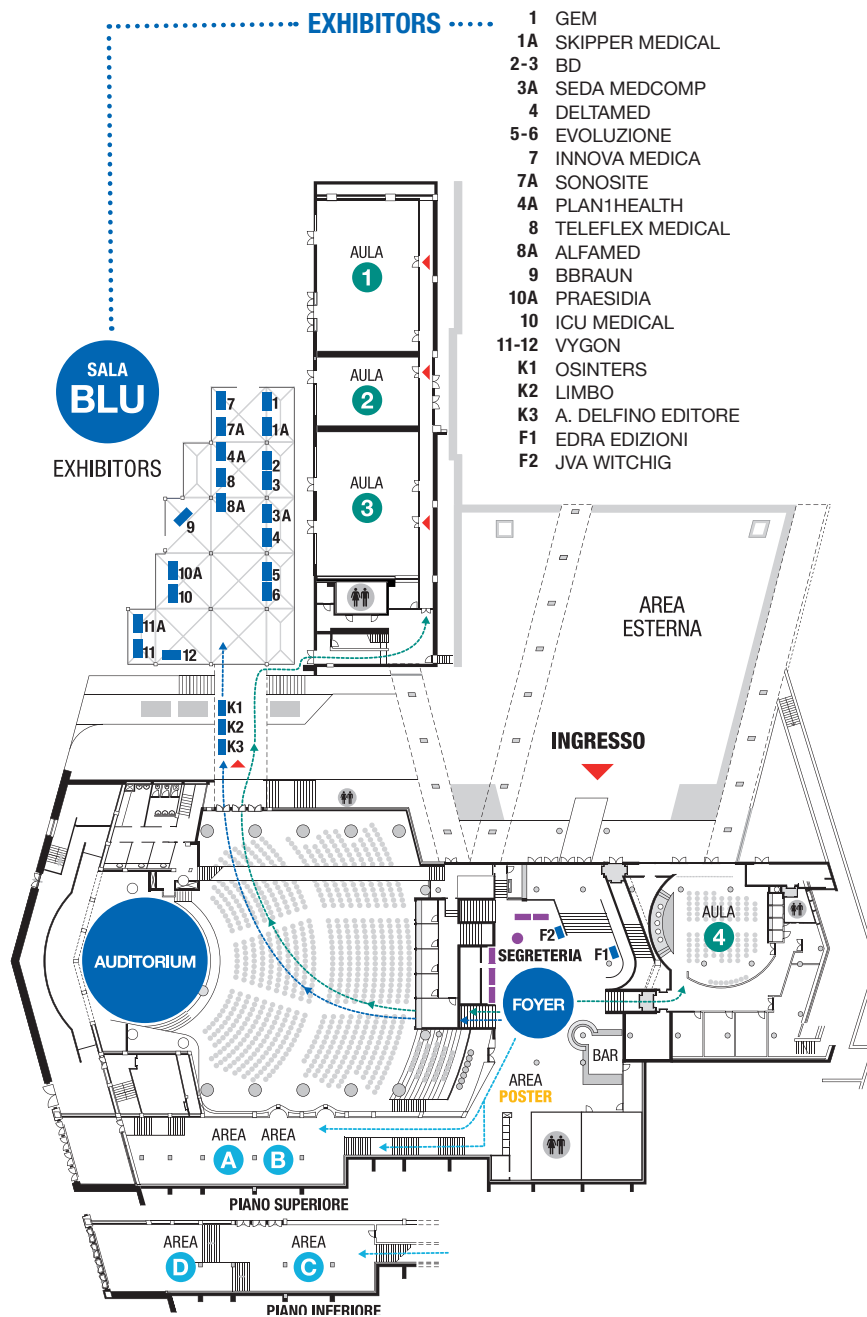 EXHIBITORS
1 GEM
1A SKIPPER MEDICAL
2-3 BD
3A SEDA MEDCOMP
4 DELTAMED
5-6 EVOLUZIONE
7 INNOVA MEDICA
7A SONOSITE
4A PLAN1HEALTH
8 TELEFLEX MEDICAL
8A ALFAMED
9 BBRAUN
10A PRAESIDIA
10 ICU MEDICAL
11-12 VYGON
K1 OSINTERS
K2 LIMBO
K3 A. DELFINO EDITORE
F1 EDRA EDIZIONI
F2 JVA WITCHIG
SALA
BLU
EXHIBITORS
AULA
1
AULA
2
AULA
3
7
1
7A
1A
4A
2
8
3
8A
3A
9
4
10A
5
10
6
11A
11
12
K1
K2
K3
AREA
ESTERNA
INGRESSO
AUDITORIUM
F2
SEGRETERIA
F1
FOYER
AULA
4
BAR
AREA
POSTER
AREA
A
AREA
B
PIANO SUPERIORE
AREA
D
AREA
C
PIANO INFERIORE